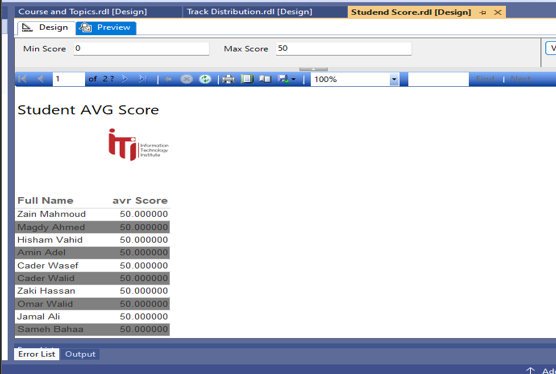 Course and Topics.rdl [Design] Track Distribution.rdl [Design] Studend Score.rdl [Design]
Design Preview
Min Score 0 Max Score 50
1 of 2 ? 100% Find Next
Student AVG Score
iTi Information
Technology
Institute
Full Name avr Score
Zain Mahmoud 50.000000
Magdy Ahmed 50.000000
Hisham Vahid 50.000000
Amin Adel 50.000000
Cader Wasef 50.000000
Cader Walid 50.000000
Zaki Hassan 50.000000
Omar Walid 50.000000
Jamal Ali 50.000000
Sameh Bahaa 50.000000
Error List Output